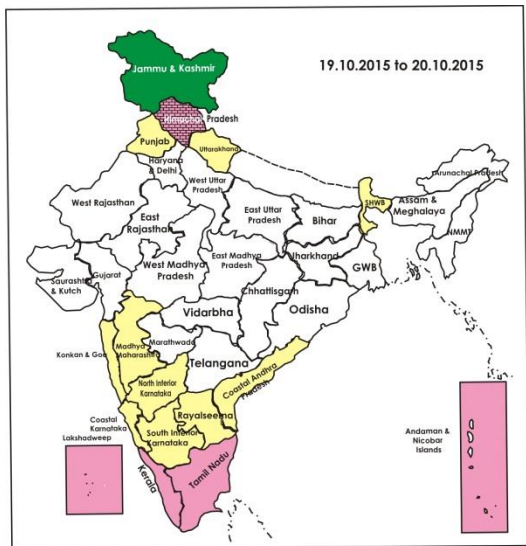 Jammu & Kashmir
19.10.2015 to 20.10.2015
Himachal Pradesh
Punjab
Uttarakhand
Haryana
& Delhi
West Uttar
Pradesh
Arunachal Pradesh
West Rajasthan
SHWB
Assam &
Meghalaya
East
Rajasthan
East Uttar
Pradesh
Bihar
NMMT
Saurashtra
& Kutch
Gujarat
West Madhya
Pradesh
East Madhya
Pradesh
Jharkhand
GWB
Chhattisgarh
Vidarbha
Odisha
Konkan & Goa
Madhya
Maharashtra
Marathwada
Telangana
North Interior
Karnataka
Coastal Andhra
Pradesh
Rayalseema
Coastal
Karnataka
South Interior
Karnataka
Lakshadweep
Kerala
Tamil Nadu
Andaman &
Nicobar
Islands